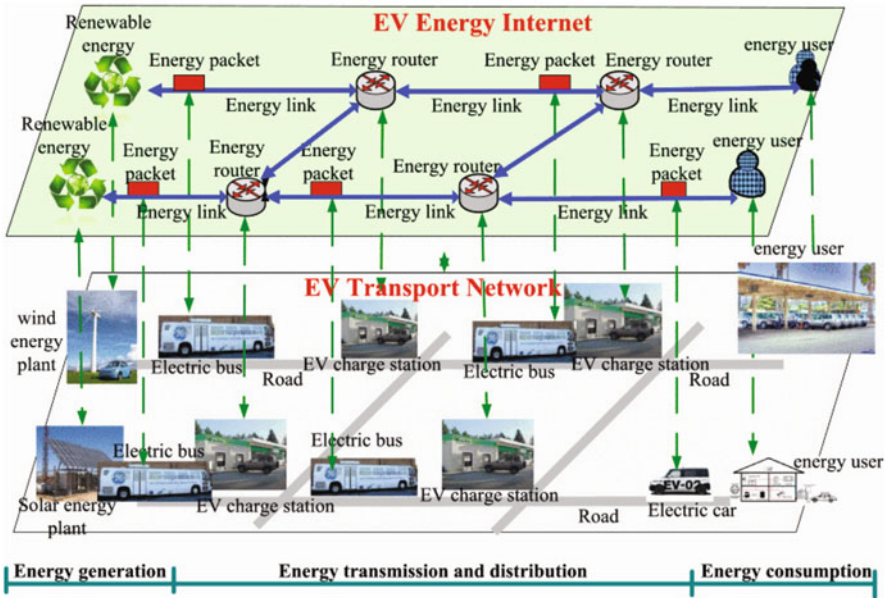 EV Energy Internet
Renewable
energy
Energy packet
Energy router
Energy packet
Energy router
energy user
Energy link
Energy link
Energy link
Renewable
energy
Energy
packet
Energy
router
Energy
packet
Energy router
Energy
packet
energy user
Energy link
Energy link
Energy link
energy user
EV Transport Network
wind
energy
plant
Electric bus
EV charge station
Electric bus
EV charge station
Road
Road
Electric bus
Electric bus
energy user
Solar energy
plant
EV charge station
EV charge station
EV-02
Electric car
Road
Energy generation
Energy transmission and distribution
Energy consumption